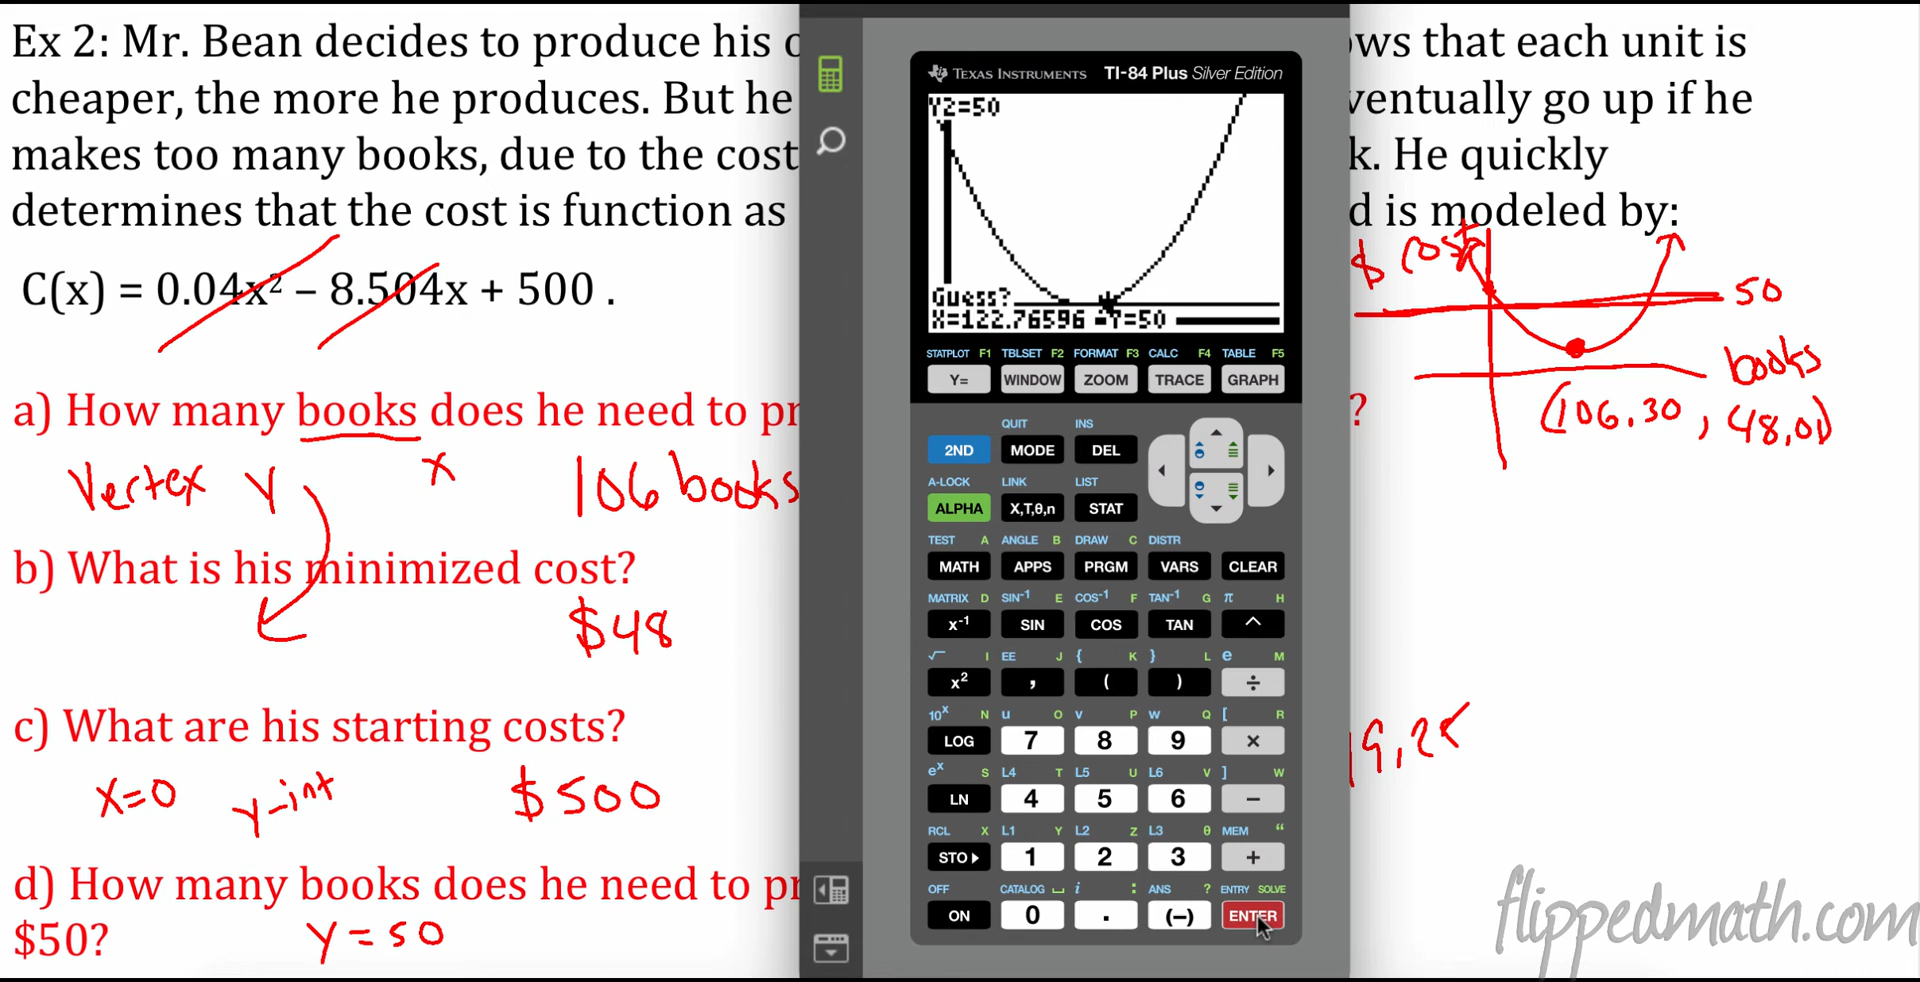 Ex 2: Mr. Bean decides to produce his
ws that each unit is
cheaper, the more he produces. But he
ventually go up if he
makes too many books, due to the cost
k. He quickly
determines that the cost is function as
d is modeled by:
C(x) = 0.04x² – 8.504x + 500 .
$ cost
50
books
(106.30, 48.01)
a) How many books does he need to pr
?
Vertex Y
x
106 books
b) What is his minimized cost?
$48
c) What are his starting costs?
x=0 y-int $500
d) How many books does he need to pr
$50?
Y = 50
19.25
TEXAS INSTRUMENTS TI-84 Plus Silver Edition
Y2=50
Guess?
X=122.76596 Y=50
STATPLOT F1 TBLSET F2 FORMAT F3 CALC F4 TABLE F5
Y= WINDOW ZOOM TRACE GRAPH
QUIT INS
2ND MODE DEL
A-LOCK LINK LIST
ALPHA X,T,θ,n STAT
TEST A ANGLE B DRAW C DISTR
MATH APPS PRGM VARS CLEAR
MATRIX D SIN⁻¹ E COS⁻¹ F TAN⁻¹ G π H
x⁻¹ SIN COS TAN ^
√ I EE J { K } L e M
x² , ( ) ÷
10ˣ N u O v P w Q [ R
LOG 7 8 9 ×
eˣ S L4 T L5 U L6 V ] W
LN 4 5 6 −
RCL X L1 Y L2 Z L3 θ MEM “
STO▸ 1 2 3 +
OFF CATALOG ⎵ i : ANS ? ENTRY SOLVE
ON 0 . (–) ENTER
flippedmath.com